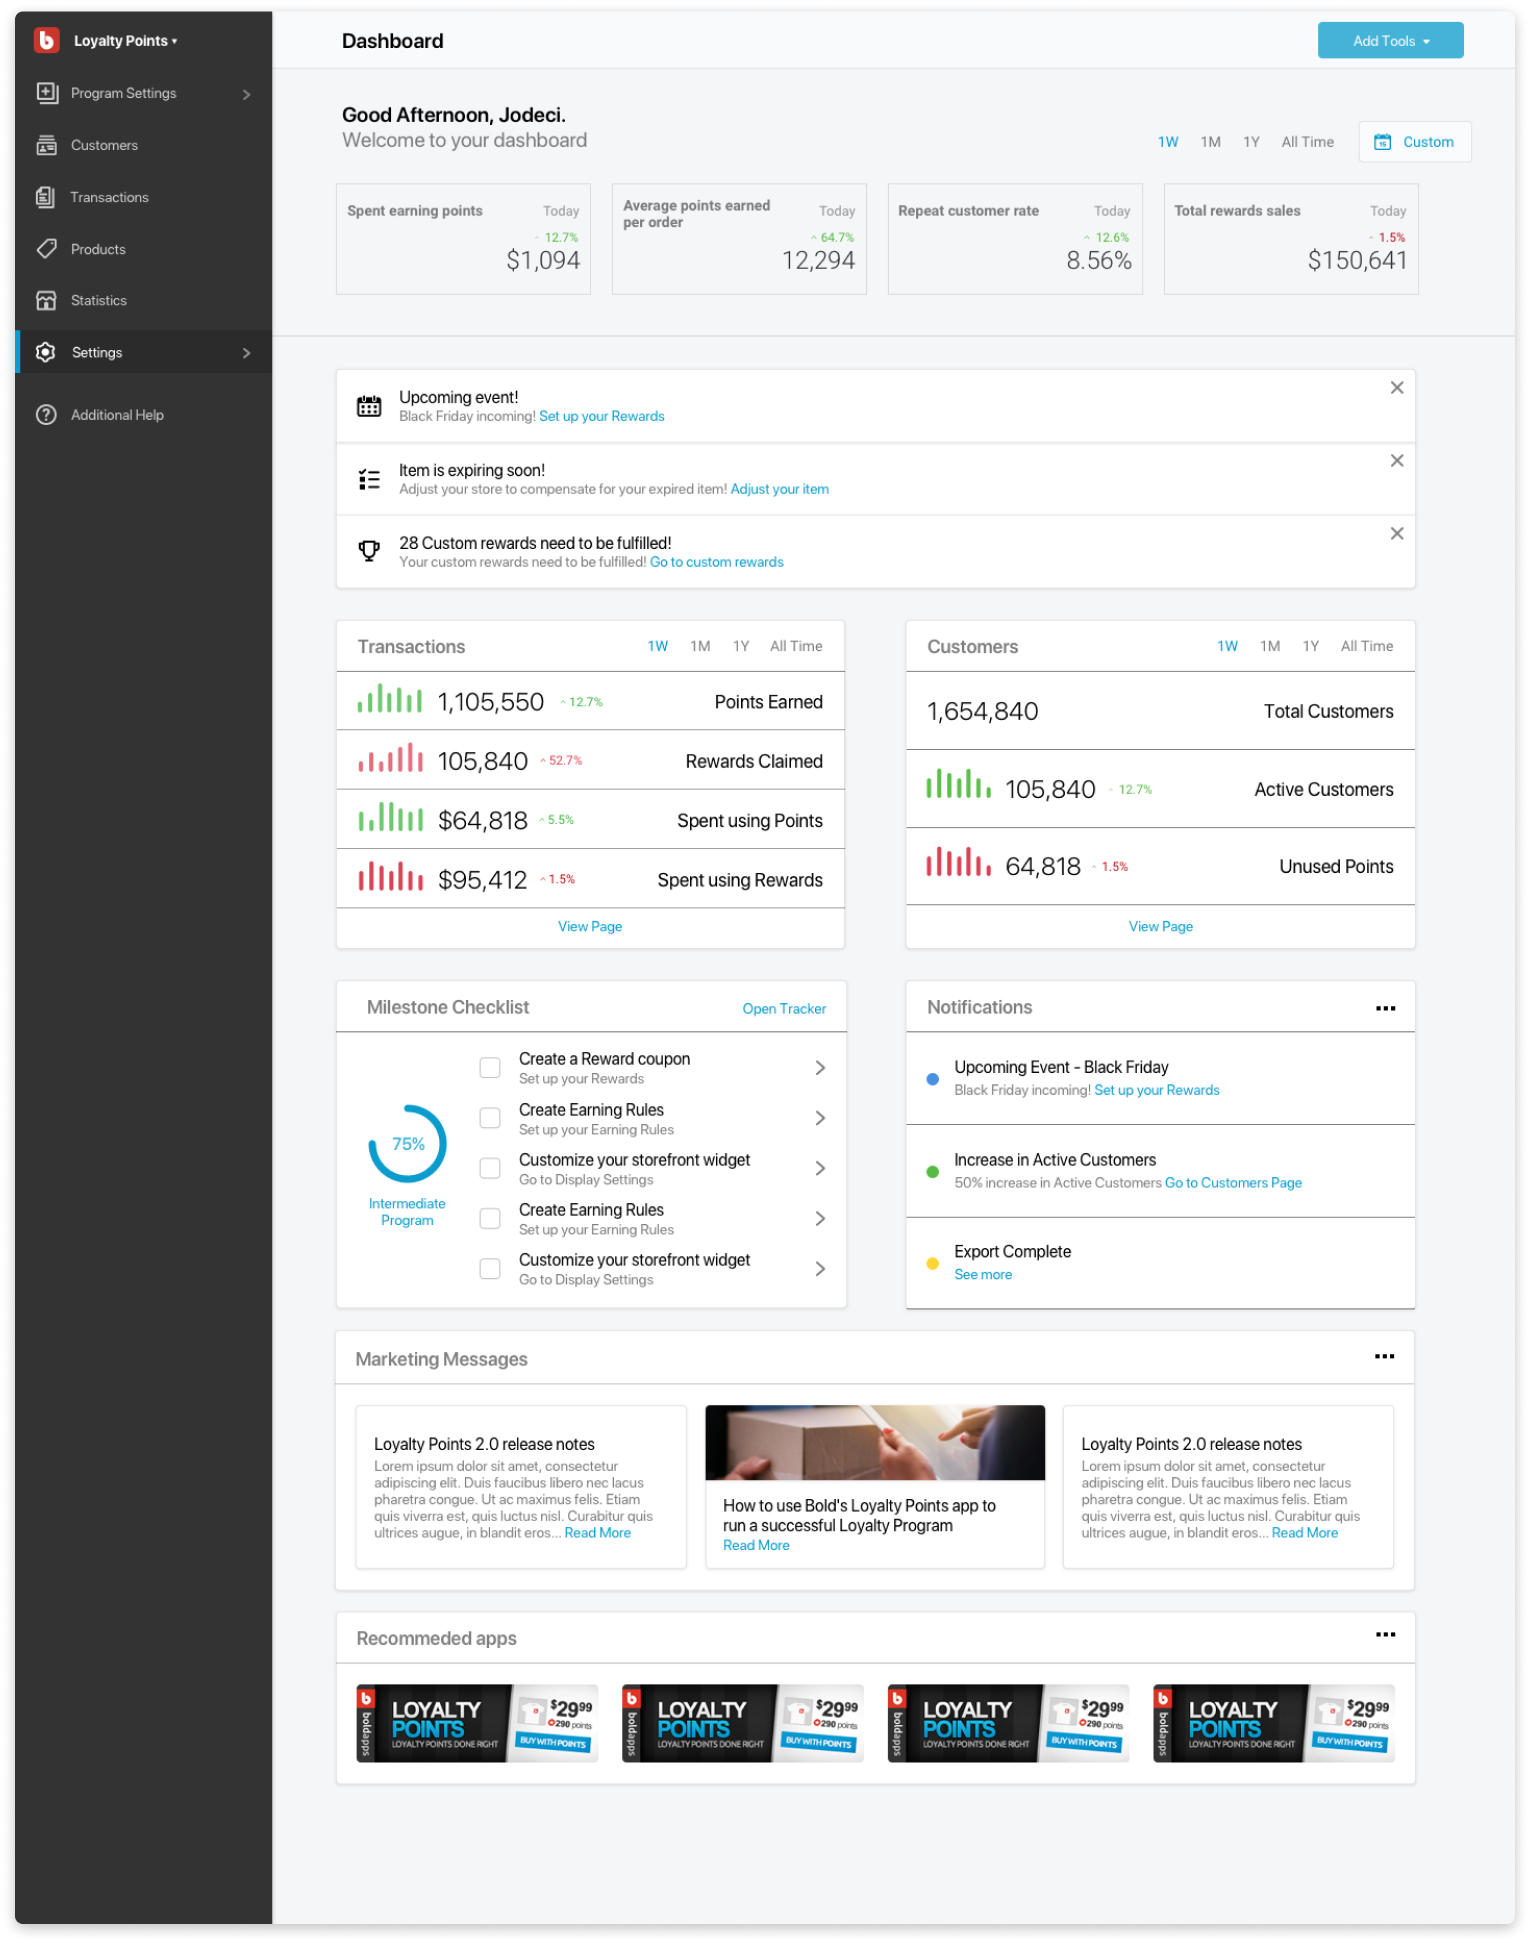 Loyalty Points
Program Settings
Customers
Transactions
Products
Statistics
Settings
Additional Help
Dashboard
Add Tools
Good Afternoon, Jodeci.
Welcome to your dashboard
1W 1M 1Y All Time
15
Custom
Spent earning points Today
12.7%
$1,094
Average points earned
per order
Today
64.7%
12,294
Repeat customer rate Today
12.6%
8.56%
Total rewards sales Today
1.5%
$150,641
Upcoming event!
Black Friday incoming! Set up your Rewards
Item is expiring soon!
Adjust your store to compensate for your expired item! Adjust your item
28 Custom rewards need to be fulfilled!
Your custom rewards need to be fulfilled! Go to custom rewards
Transactions 1W 1M 1Y All Time
1,105,550 12.7% Points Earned
105,840 52.7% Rewards Claimed
$64,818 5.5% Spent using Points
$95,412 1.5% Spent using Rewards
View Page
Customers 1W 1M 1Y All Time
1,654,840 Total Customers
105,840 12.7% Active Customers
64,818 1.5% Unused Points
View Page
Milestone Checklist Open Tracker
75%
Intermediate
Program
Create a Reward coupon
Set up your Rewards
Create Earning Rules
Set up your Earning Rules
Customize your storefront widget
Go to Display Settings
Create Earning Rules
Set up your Earning Rules
Customize your storefront widget
Go to Display Settings
Notifications
Upcoming Event - Black Friday
Black Friday incoming! Set up your Rewards
Increase in Active Customers
50% increase in Active Customers Go to Customers Page
Export Complete
See more
Marketing Messages
Loyalty Points 2.0 release notes
Lorem ipsum dolor sit amet, consectetur
adipiscing elit. Duis faucibus libero nec lacus
pharetra congue. Ut ac maximus felis. Etiam
quis viverra est, quis luctus nisl. Curabitur quis
ultrices augue, in blandit eros... Read More
How to use Bold's Loyalty Points app to
run a successful Loyalty Program
Read More
Loyalty Points 2.0 release notes
Lorem ipsum dolor sit amet, consectetur
adipiscing elit. Duis faucibus libero nec lacus
pharetra congue. Ut ac maximus felis. Etiam
quis viverra est, quis luctus nisl. Curabitur quis
ultrices augue, in blandit eros... Read More
Recommeded apps
b
boldapps
LOYALTY
POINTS
LOYALTY POINTS DONE RIGHT
$2999
290 points
BUY WITH POINTS
b
boldapps
LOYALTY
POINTS
LOYALTY POINTS DONE RIGHT
$2999
290 points
BUY WITH POINTS
b
boldapps
LOYALTY
POINTS
LOYALTY POINTS DONE RIGHT
$2999
290 points
BUY WITH POINTS
b
boldapps
LOYALTY
POINTS
LOYALTY POINTS DONE RIGHT
$2999
290 points
BUY WITH POINTS